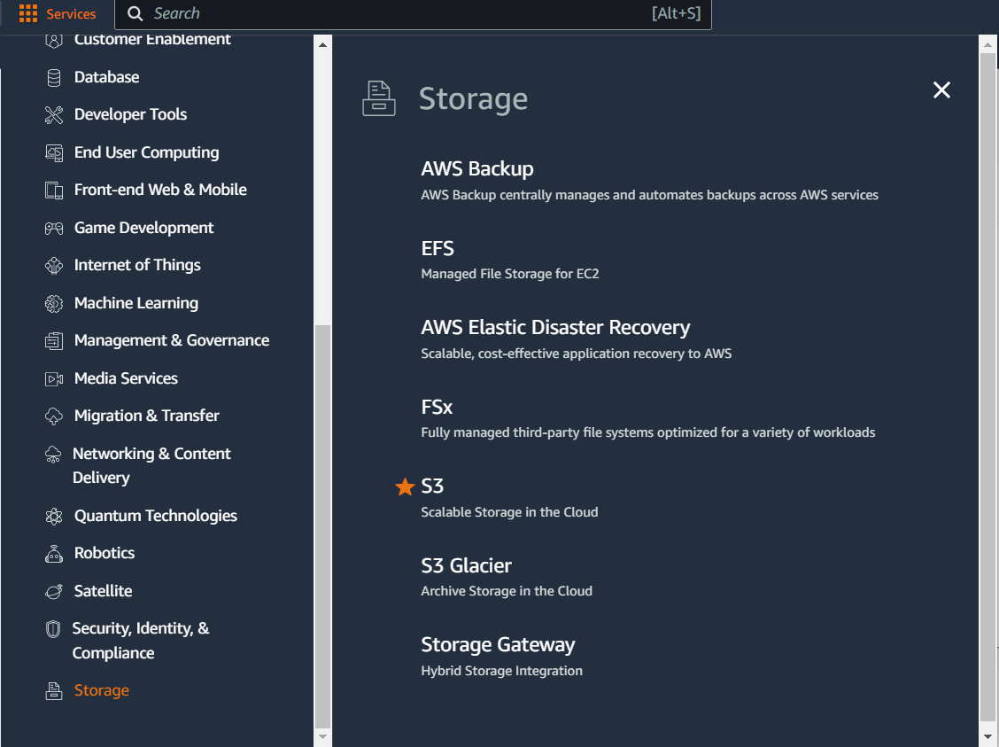 Services
Search
[Alt+S]
Customer Enablement
Database
Developer Tools
End User Computing
Front-end Web & Mobile
Game Development
Internet of Things
Machine Learning
Management & Governance
Media Services
Migration & Transfer
Networking & Content
Delivery
Quantum Technologies
Robotics
Satellite
Security, Identity, &
Compliance
Storage
Storage
AWS Backup
AWS Backup centrally manages and automates backups across AWS services
EFS
Managed File Storage for EC2
AWS Elastic Disaster Recovery
Scalable, cost-effective application recovery to AWS
FSx
Fully managed third-party file systems optimized for a variety of workloads
S3
Scalable Storage in the Cloud
S3 Glacier
Archive Storage in the Cloud
Storage Gateway
Hybrid Storage Integration